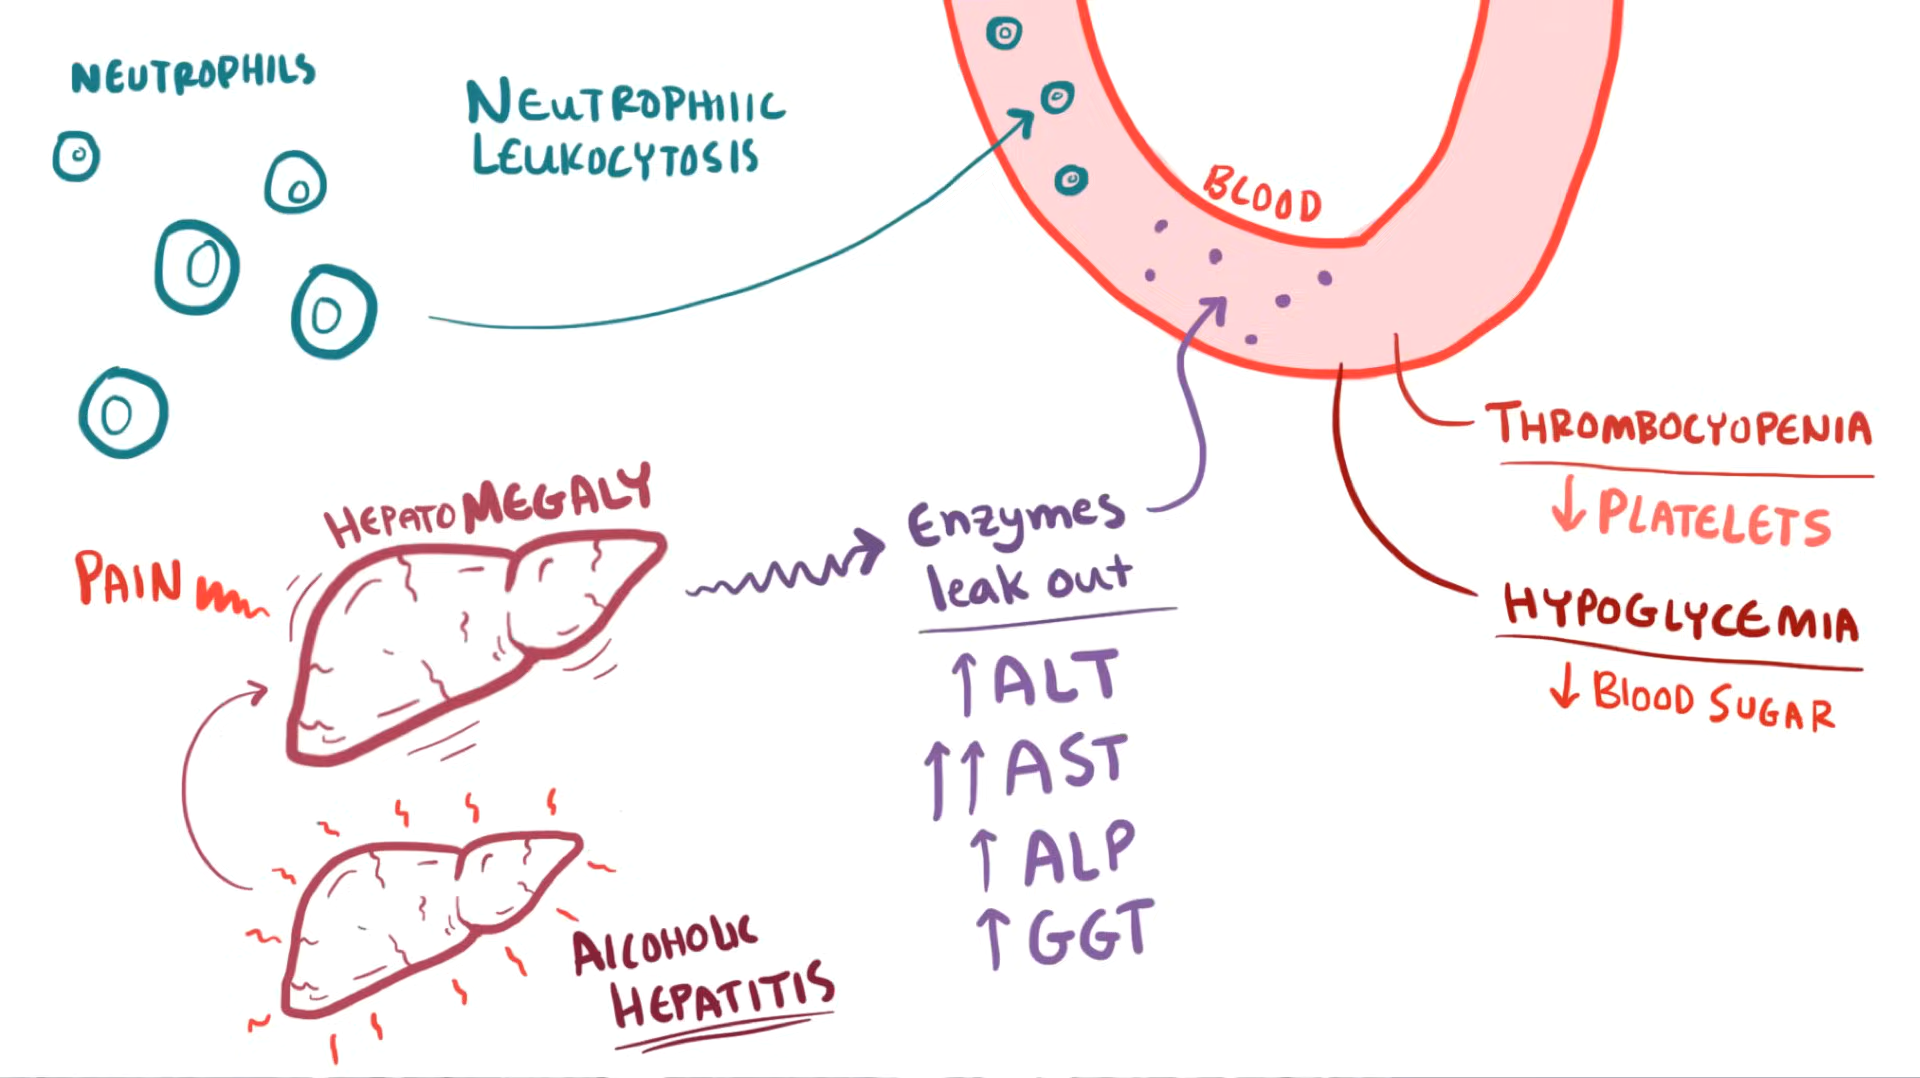 NEUTROPHILS
NEUTROPHILIC
LEUKOCYTOSIS
BLOOD
THROMBOCYOPENIA
↓ PLATELETS
HYPOGLYCEMIA
↓ BLOOD SUGAR
HEPATOMEGALY
PAIN
Enzymes
leak out
↑ ALT
↑↑ AST
↑ ALP
↑ GGT
ALCOHOLIC
HEPATITIS